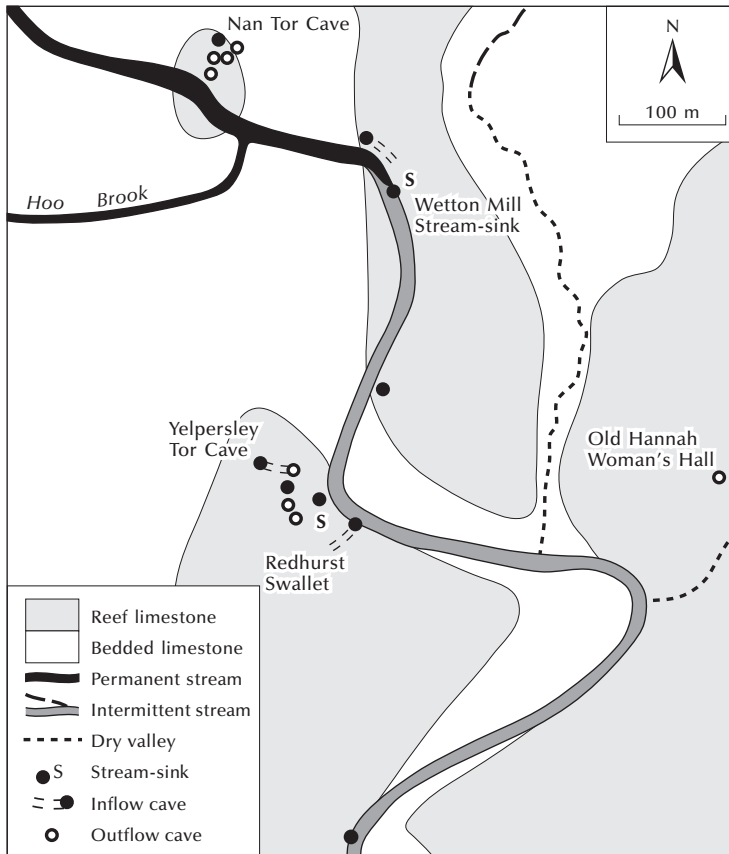 Nan Tor Cave
N
100 m
S
Hoo Brook
Wetton Mill
Stream-sink
Yelpersley
Tor Cave
Old Hannah
Woman's Hall
S
Redhurst
Swallet
Reef limestone
Bedded limestone
Permanent stream
Intermittent stream
Dry valley
S
Stream-sink
Inflow cave
Outflow cave